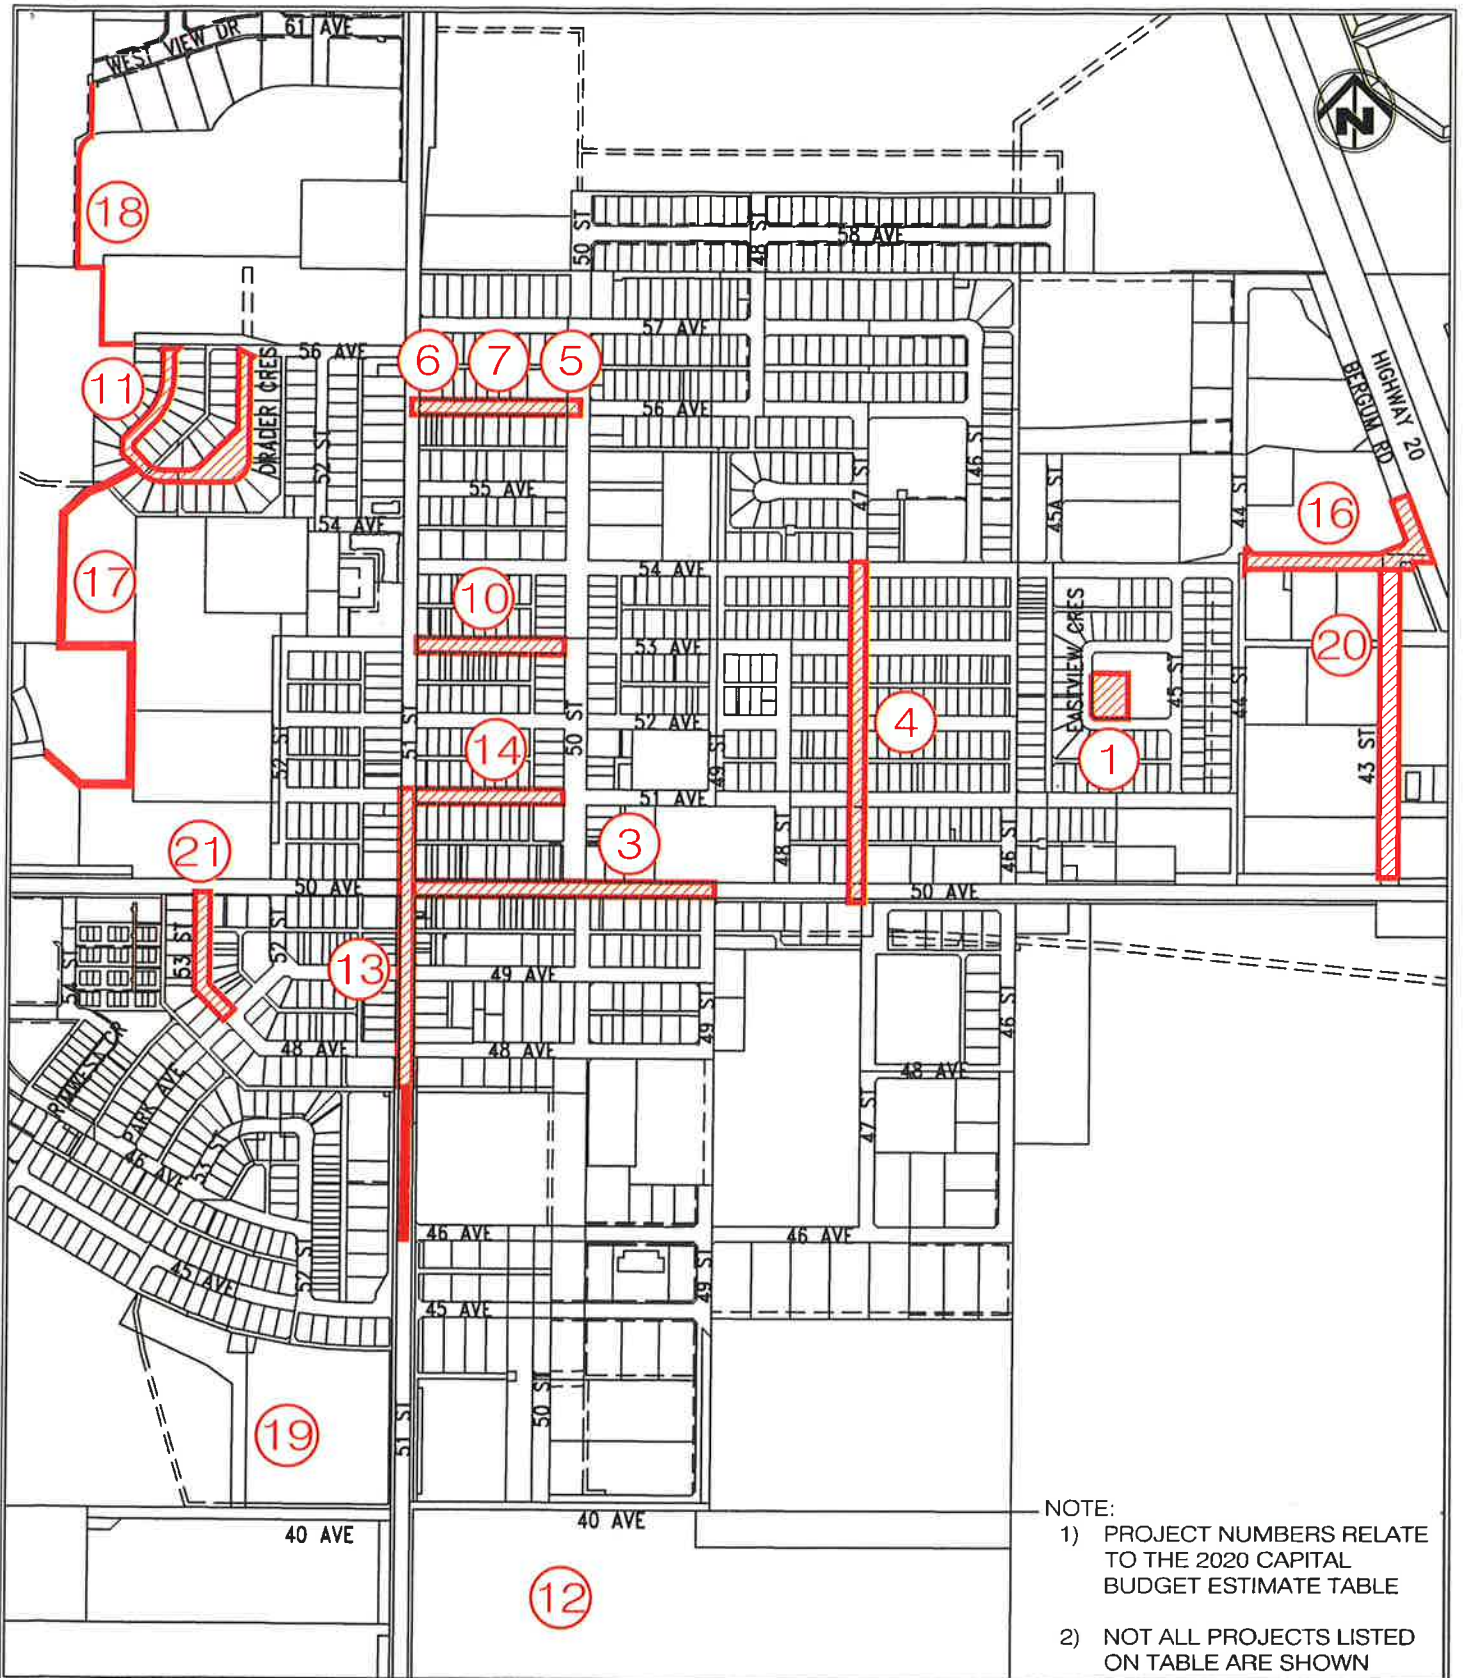 61 AVE
WEST VIEW DR
N
18
50 ST
48 ST
58 AVE
57 AVE
HIGHWAY 20
BERGUM RD
56 AVE
6
7
5
11
DRADER CRES
56 AVE
52 ST
47 ST
46 ST
55 AVE
45A ST
44 ST
16
54 AVE
54 AVE
17
10
EASTVIEW CRES
53 AVE
20
45 ST
44 ST
51 ST
50 ST
52 AVE
4
14
52 ST
49 ST
1
43 ST
51 AVE
3
48 ST
46 ST
21
50 AVE
50 AVE
53 ST
52 ST
54 ST
13
49 AVE
49 ST
46 ST
48 AVE
48 AVE
48 AVE
RIMWEST CR
PARK AVE
47 ST
53 ST
46 AVE
46 AVE
46 AVE
52 ST
49 ST
45 AVE
45 AVE
50 ST
51 ST
19
40 AVE
40 AVE
12
NOTE:
1) PROJECT NUMBERS RELATE
TO THE 2020 CAPITAL
BUDGET ESTIMATE TABLE
2) NOT ALL PROJECTS LISTED
ON TABLE ARE SHOWN